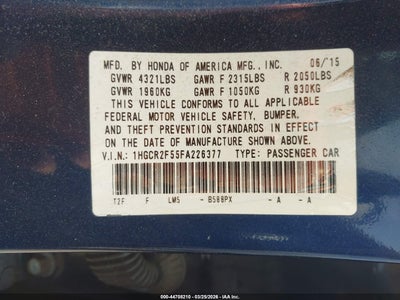 MFD. BY HONDA OF AMERICA MFG., INC. 06/'15
GVWR 4321LBS GAWR F 2315LBS R 2050LBS
GVWR 1960KG GAWR F 1050KG R 930KG
THIS VEHICLE CONFORMS TO ALL APPLICABLE
FEDERAL MOTOR VEHICLE SAFETY, BUMPER,
AND THEFT PREVENTION STANDARDS IN EFFECT
ON THE DATE OF MANUFACTURE SHOWN ABOVE.
V.I.N: 1HGCR2F55FA226377 TYPE: PASSENGER CAR
T2F F LM5 - B588PX - A - A
000-44708210 - 03/25/2026 - IAAI